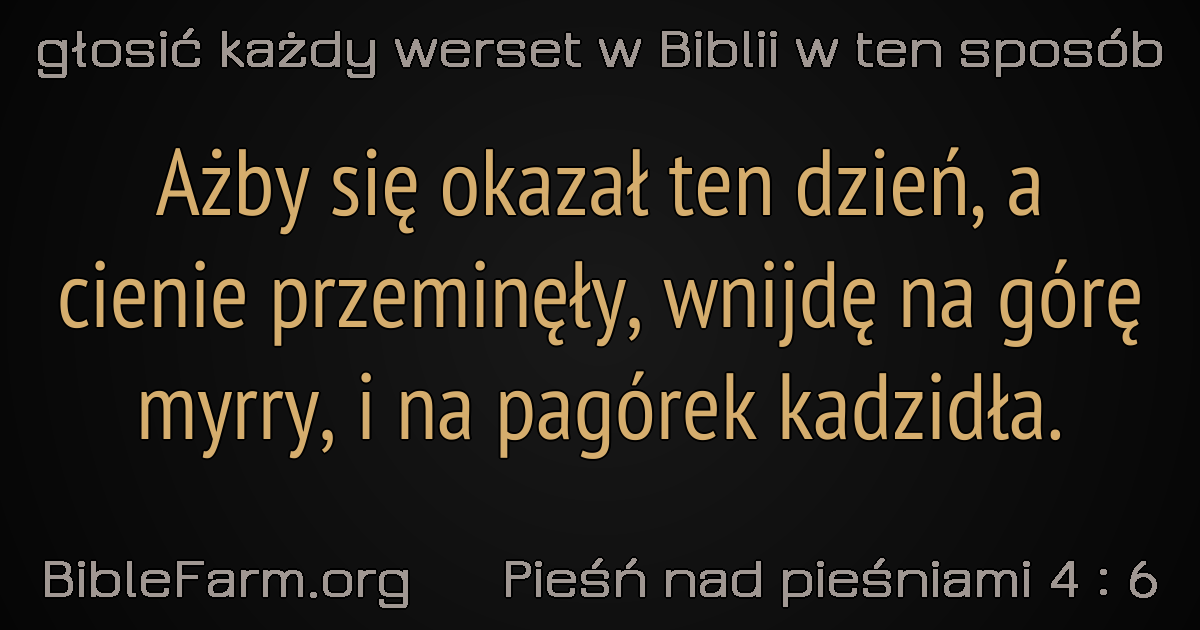 głosić każdy werset w Biblii w ten sposób
Ażby się okazał ten dzień, a
cienie przeminęły, wnijdę na górę
myrry, i na pagórek kadzidła.
BibleFarm.org Pieśń nad pieśniami 4 : 6